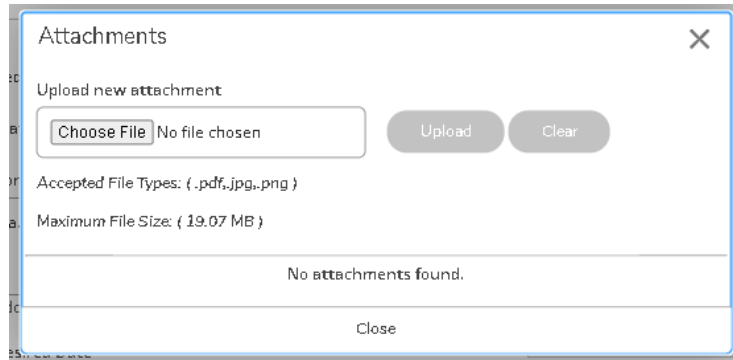 Attachments
Upload new attachment
Choose File No file chosen Upload Clear
Accepted File Types: ( .pdf,.jpg,.png )
Maximum File Size: ( 19.07 MB )
No attachments found.
Close